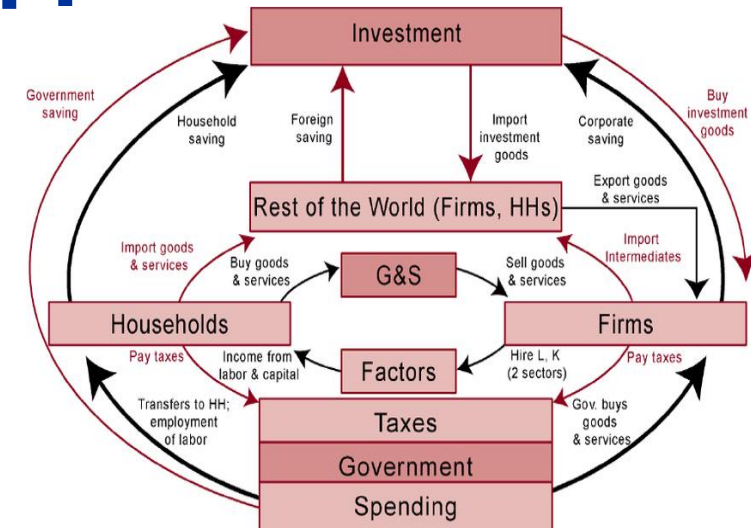 Investment
Government
saving
Household
saving
Foreign
saving
Import
investment
goods
Corporate
saving
Buy
investment
goods
Export goods
& services
Rest of the World (Firms, HHs)
Import goods
& services
Buy goods
& services
G&S
Sell goods
& services
Import
Intermediates
Households
Firms
Pay taxes
Income from
labor & capital
Factors
Hire L, K
(2 sectors)
Pay taxes
Transfers to HH;
employment
of labor
Taxes
Gov. buys
goods
& services
Government
Spending